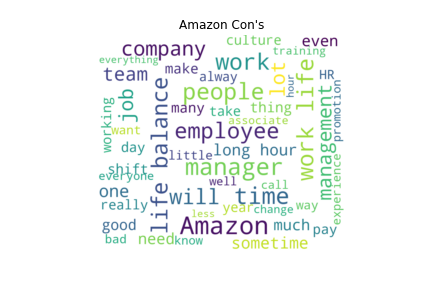 Amazon Con's
culture
even
company
training
everything
work
team
make
alway
lot
hour
HR
people
work life
job
life balance
many
take
thing
promotion
associate
working
want
employee
management
day
little
long hour
shift
manager
everyone
well
call
experience
one
will time
really
less
year
change
way
good
Amazon
much
pay
bad
need
know
sometime